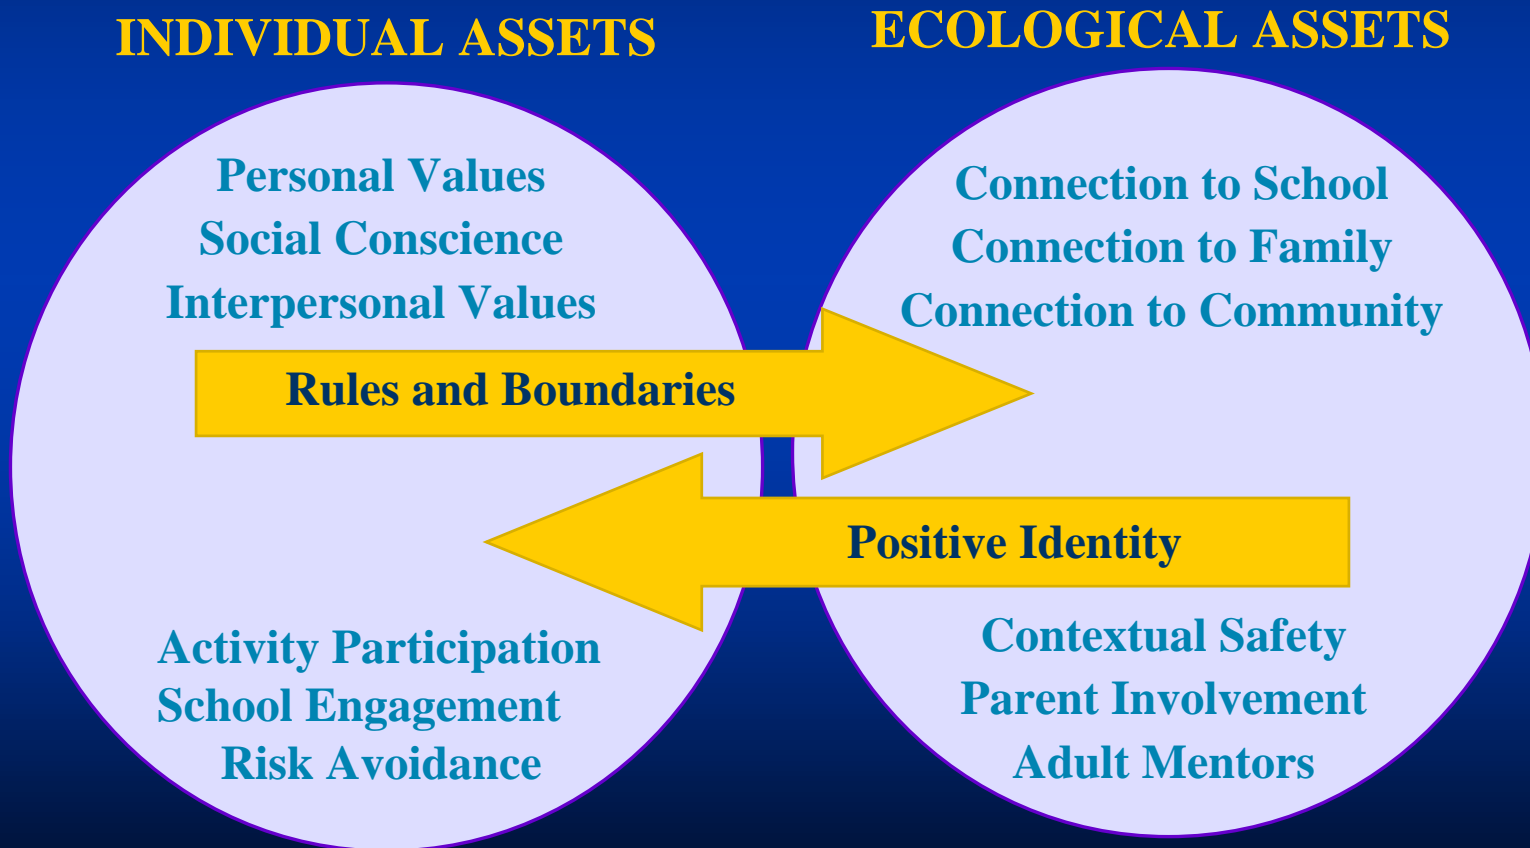 INDIVIDUAL ASSETS
Personal Values
Social Conscience
Interpersonal Values
Rules and Boundaries
Activity Participation
School Engagement
Risk Avoidance
ECOLOGICAL ASSETS
Connection to School
Connection to Family
Connection to Community
Positive Identity
Contextual Safety
Parent Involvement
Adult Mentors